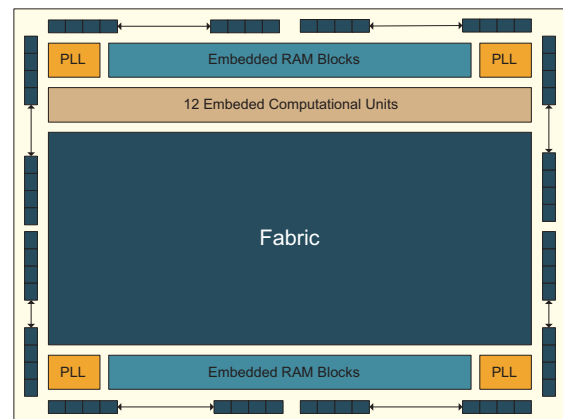 PLL
Embedded RAM Blocks
PLL
12 Embeded Computational Units
Fabric
PLL
Embedded RAM Blocks
PLL